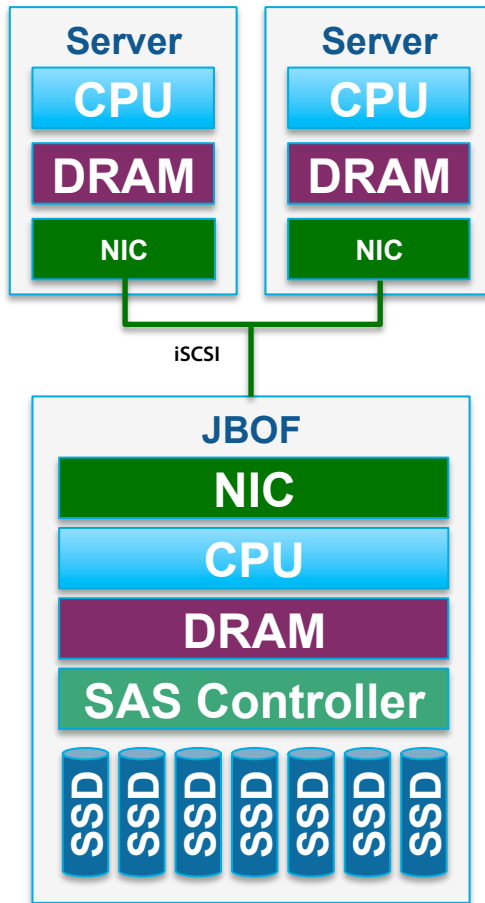 Server
CPU
DRAM
NIC
Server
CPU
DRAM
NIC
iSCSI
JBOF
NIC
CPU
DRAM
SAS Controller
SSD
SSD
SSD
SSD
SSD
SSD
SSD